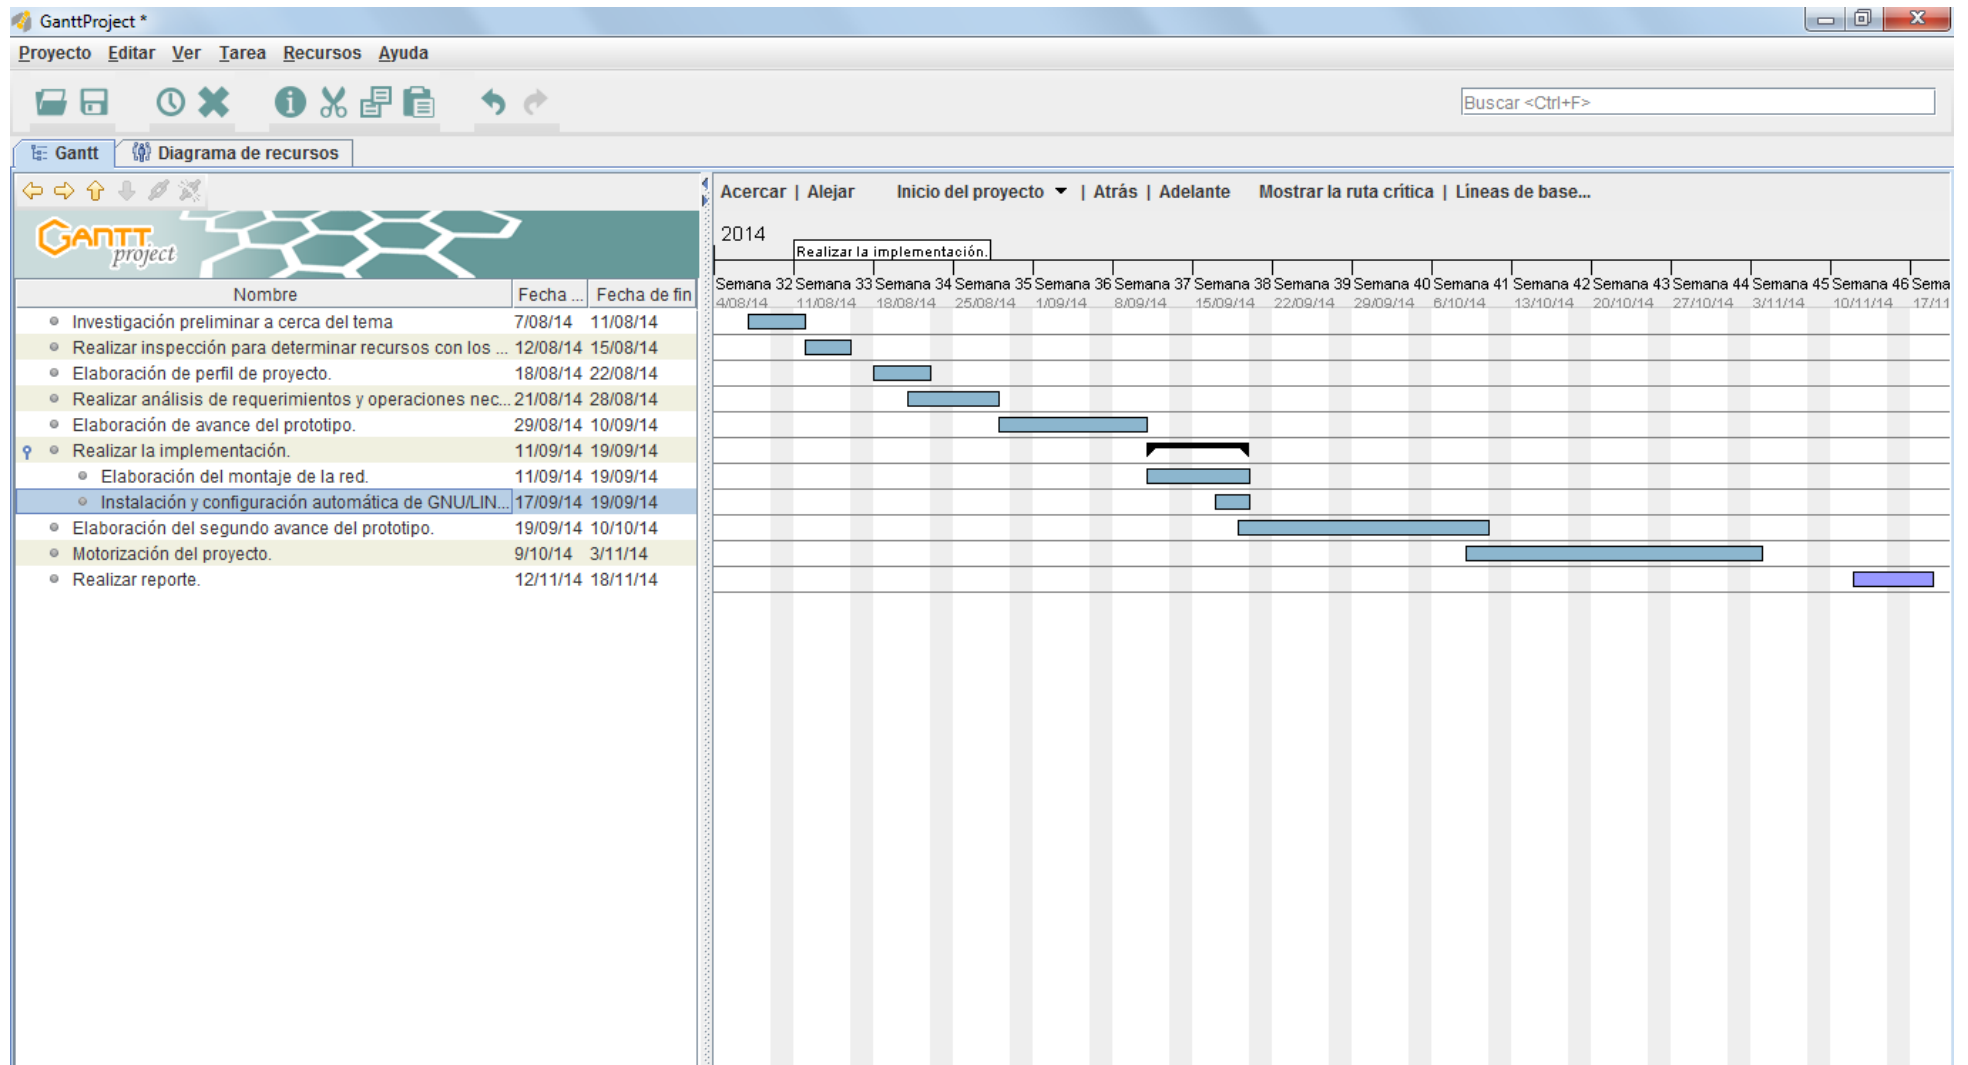 GanttProject *
Proyecto Editar Ver Tarea Recursos Ayuda
Buscar <Ctrl+F>
Gantt Diagrama de recursos
Acercar | Alejar Inicio del proyecto | Atrás | Adelante Mostrar la ruta crítica | Líneas de base...
GANTT project
2014
Realizar la implementación.
Semana 32 Semana 33 Semana 34 Semana 35 Semana 36 Semana 37 Semana 38 Semana 39 Semana 40 Semana 41 Semana 42 Semana 43 Semana 44 Semana 45 Semana 46 Sema
4/08/14 11/08/14 18/08/14 25/08/14 1/09/14 8/09/14 15/09/14 22/09/14 29/09/14 6/10/14 13/10/14 20/10/14 27/10/14 3/11/14 10/11/14 17/11
Nombre Fecha ... Fecha de fin
Investigación preliminar a cerca del tema 7/08/14 11/08/14
Realizar inspección para determinar recursos con los ... 12/08/14 15/08/14
Elaboración de perfil de proyecto. 18/08/14 22/08/14
Realizar análisis de requerimientos y operaciones nec... 21/08/14 28/08/14
Elaboración de avance del prototipo. 29/08/14 10/09/14
Realizar la implementación. 11/09/14 19/09/14
Elaboración del montaje de la red. 11/09/14 19/09/14
Instalación y configuración automática de GNU/LIN... 17/09/14 19/09/14
Elaboración del segundo avance del prototipo. 19/09/14 10/10/14
Motorización del proyecto. 9/10/14 3/11/14
Realizar reporte. 12/11/14 18/11/14